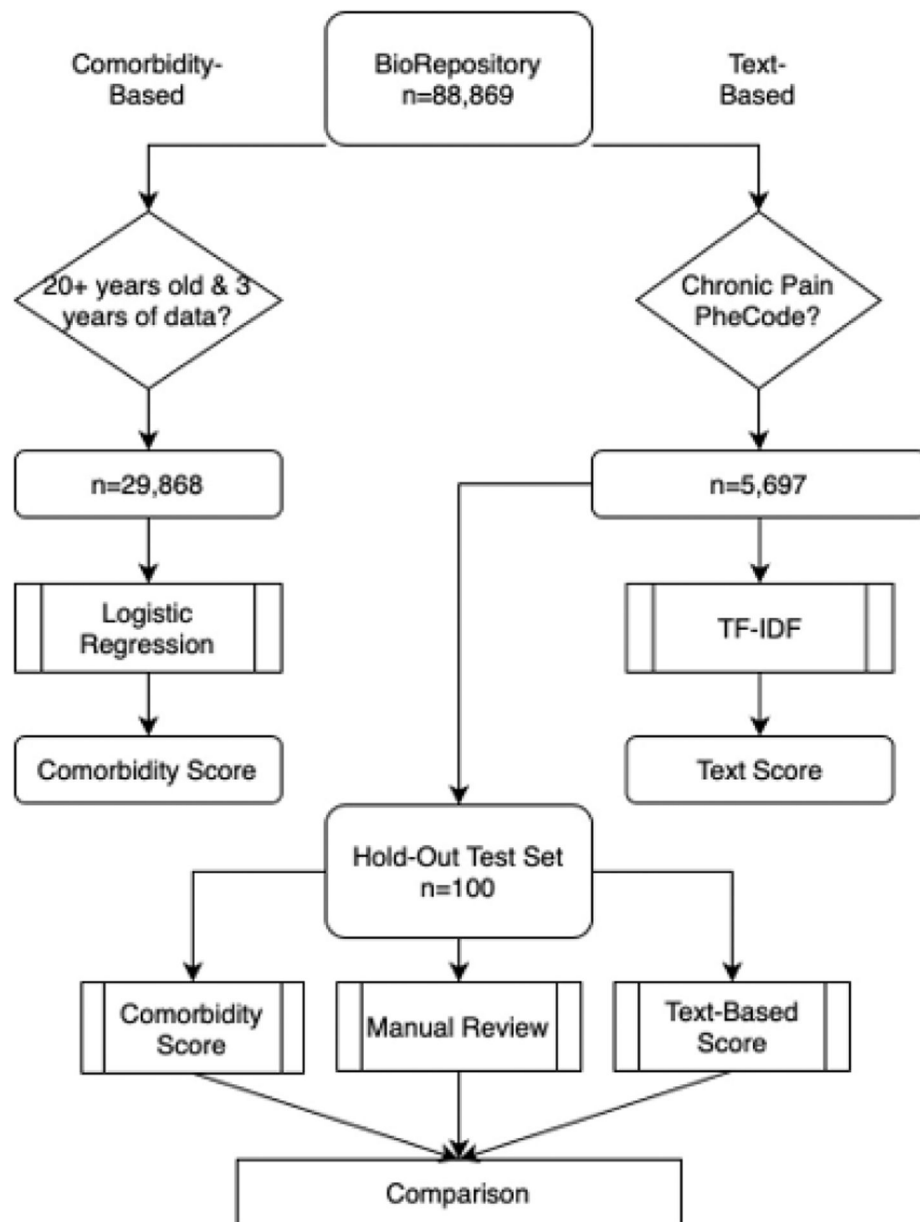 Comorbidity-
Based
BioRepository
n=88,869
Text-
Based
20+ years old & 3
years of data?
Chronic Pain
PheCode?
n=29,868
n=5,697
Logistic
Regression
TF-IDF
Comorbidity Score
Text Score
Hold-Out Test Set
n=100
Comorbidity
Score
Manual Review
Text-Based
Score
Comparison